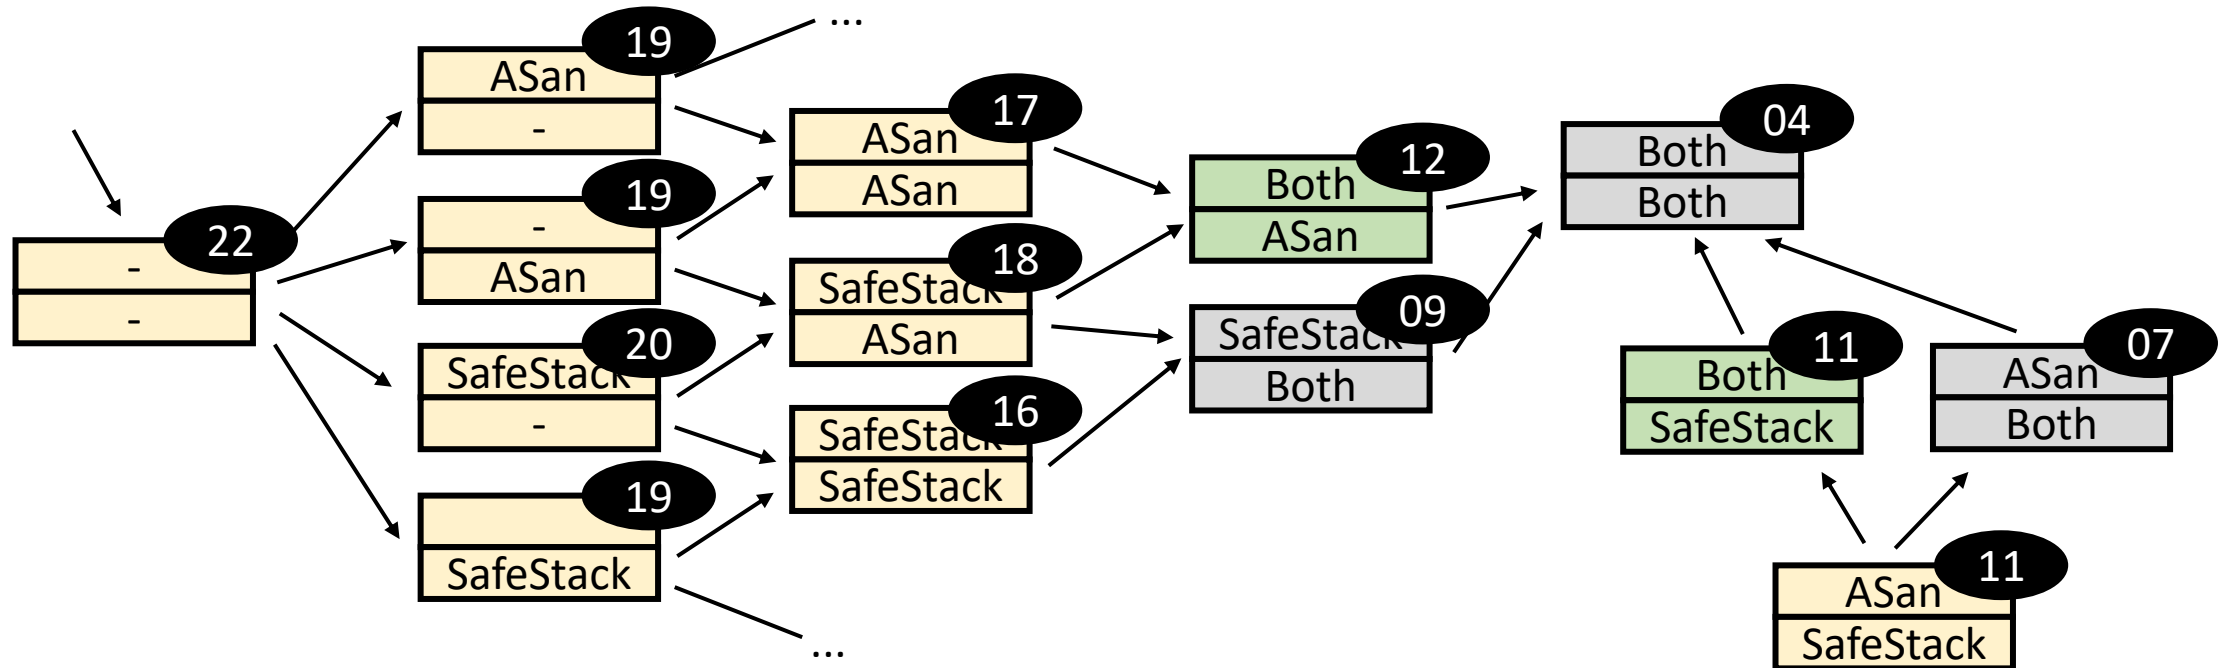 22
-
-
19
ASan
-
19
-
ASan
20
SafeStack
-
19
SafeStack
...
...
17
ASan
ASan
18
SafeStack
ASan
16
SafeStack
SafeStack
12
Both
ASan
09
SafeStack
Both
04
Both
Both
11
Both
SafeStack
07
ASan
Both
11
ASan
SafeStack